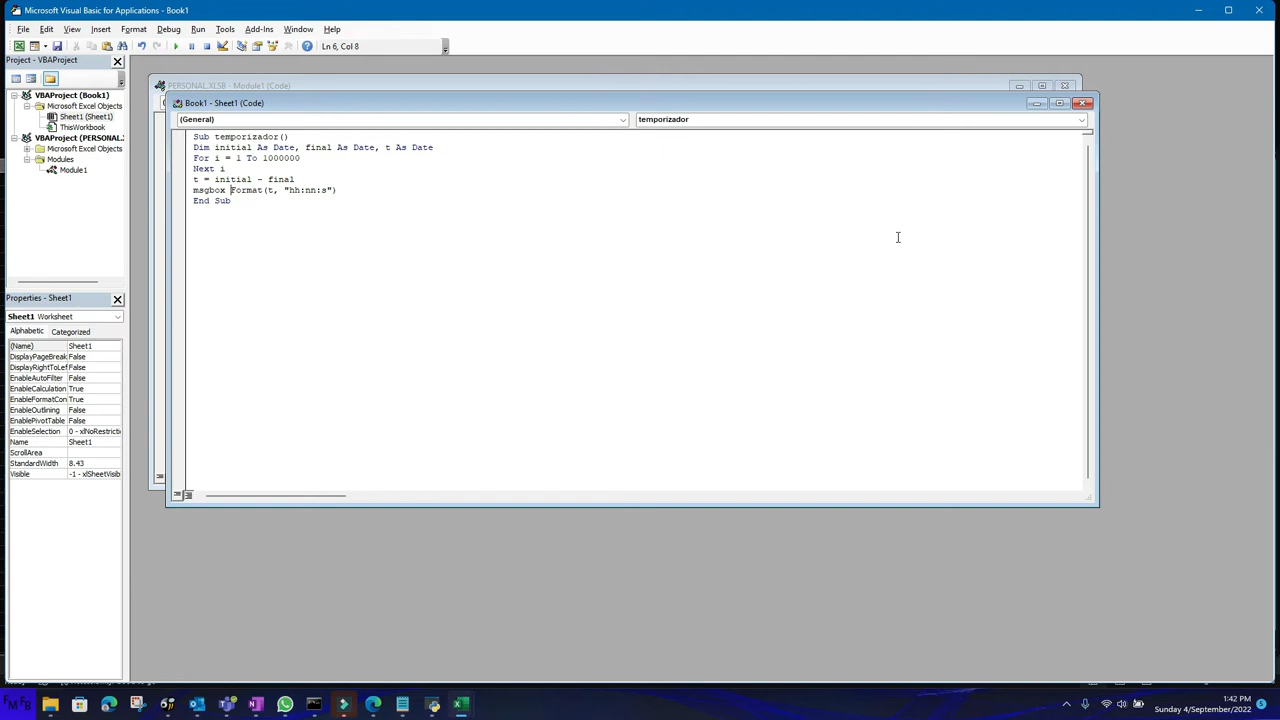 Microsoft Visual Basic for Applications - Book1
File Edit View Insert Format Debug Run Tools Add-Ins Window Help
Ln 6, Col 8
Project - VBAProject
VBAProject (Book1)
Microsoft Excel Objects
Sheet1 (Sheet1)
ThisWorkbook
VBAProject (PERSONAL.
Microsoft Excel Objects
Modules
Module1
Properties - Sheet1
Sheet1 Worksheet
Alphabetic Categorized
(Name) Sheet1
DisplayPageBreak False
DisplayRightToLef False
EnableAutoFilter False
EnableCalculation True
EnableFormatCon True
EnableOutlining False
EnablePivotTable False
EnableSelection 0 - xlNoRestricti
Name Sheet1
ScrollArea
StandardWidth 8.43
Visible -1 - xlSheetVisib
PERSONAL.XLSB - Module1 (Code)
Book1 - Sheet1 (Code)
(General) temporizador
Sub temporizador()
Dim initial As Date, final As Date, t As Date
For i = 1 To 1000000
Next i
t = initial - final
msgbox Format(t, "hh:nn:s")
End Sub
1:42 PM
Sunday 4/September/2022